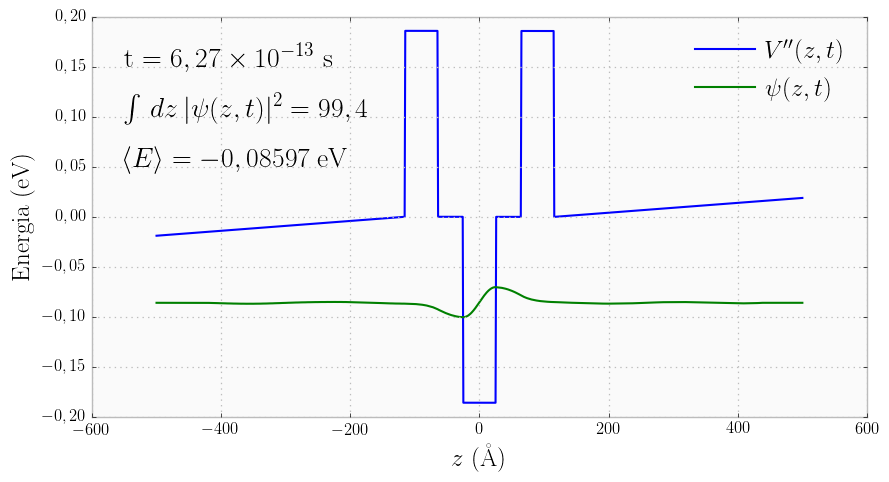 0,20
0,15
0,10
0,05
0,00
−0,05
−0,10
−0,15
−0,20
Energia (eV)
t = 6,27 × 10⁻¹³ s
∫ dz |ψ(z,t)|² = 99,4
⟨E⟩ = −0,08597 eV
V″(z,t)
ψ(z,t)
−600 −400 −200 0 200 400 600
z (Å)